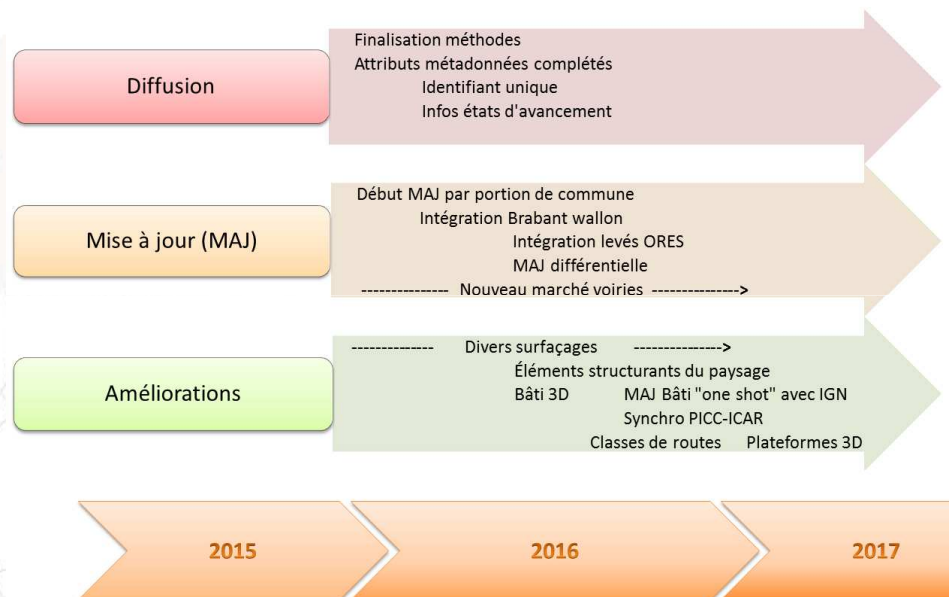 Diffusion
Finalisation méthodes
Attributs métadonnées complétés
Identifiant unique
Infos états d'avancement
Mise à jour (MAJ)
Début MAJ par portion de commune
Intégration Brabant wallon
Intégration levés ORES
MAJ différentielle
--------------- Nouveau marché voiries --------------->
Améliorations
-------------- Divers surfaçages --------------->
Éléments structurants du paysage
Bâti 3D MAJ Bâti "one shot" avec IGN
Synchro PICC-ICAR
Classes de routes Plateformes 3D
2015 2016 2017